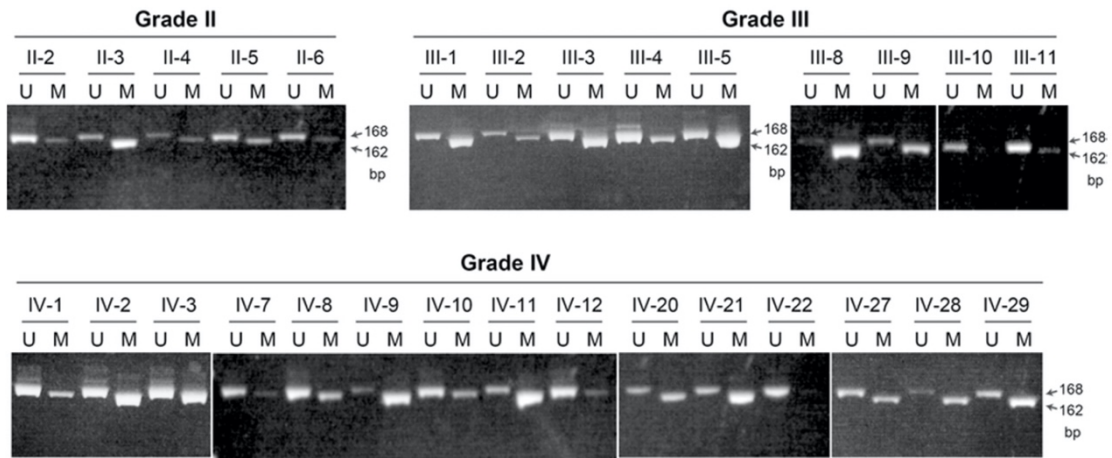 Grade II
Grade III
II-2 II-3 II-4 II-5 II-6
III-1 III-2 III-3 III-4 III-5
III-8 III-9 III-10 III-11
U M U M U M U M U M
U M U M U M U M U M
U M U M U M U M
168
162
bp
168
162
bp
168
162
bp
Grade IV
IV-1 IV-2 IV-3 IV-7 IV-8 IV-9 IV-10 IV-11 IV-12 IV-20 IV-21 IV-22 IV-27 IV-28 IV-29
U M U M U M U M U M U M U M U M U M U M U M U M U M U M U M
168
162
bp